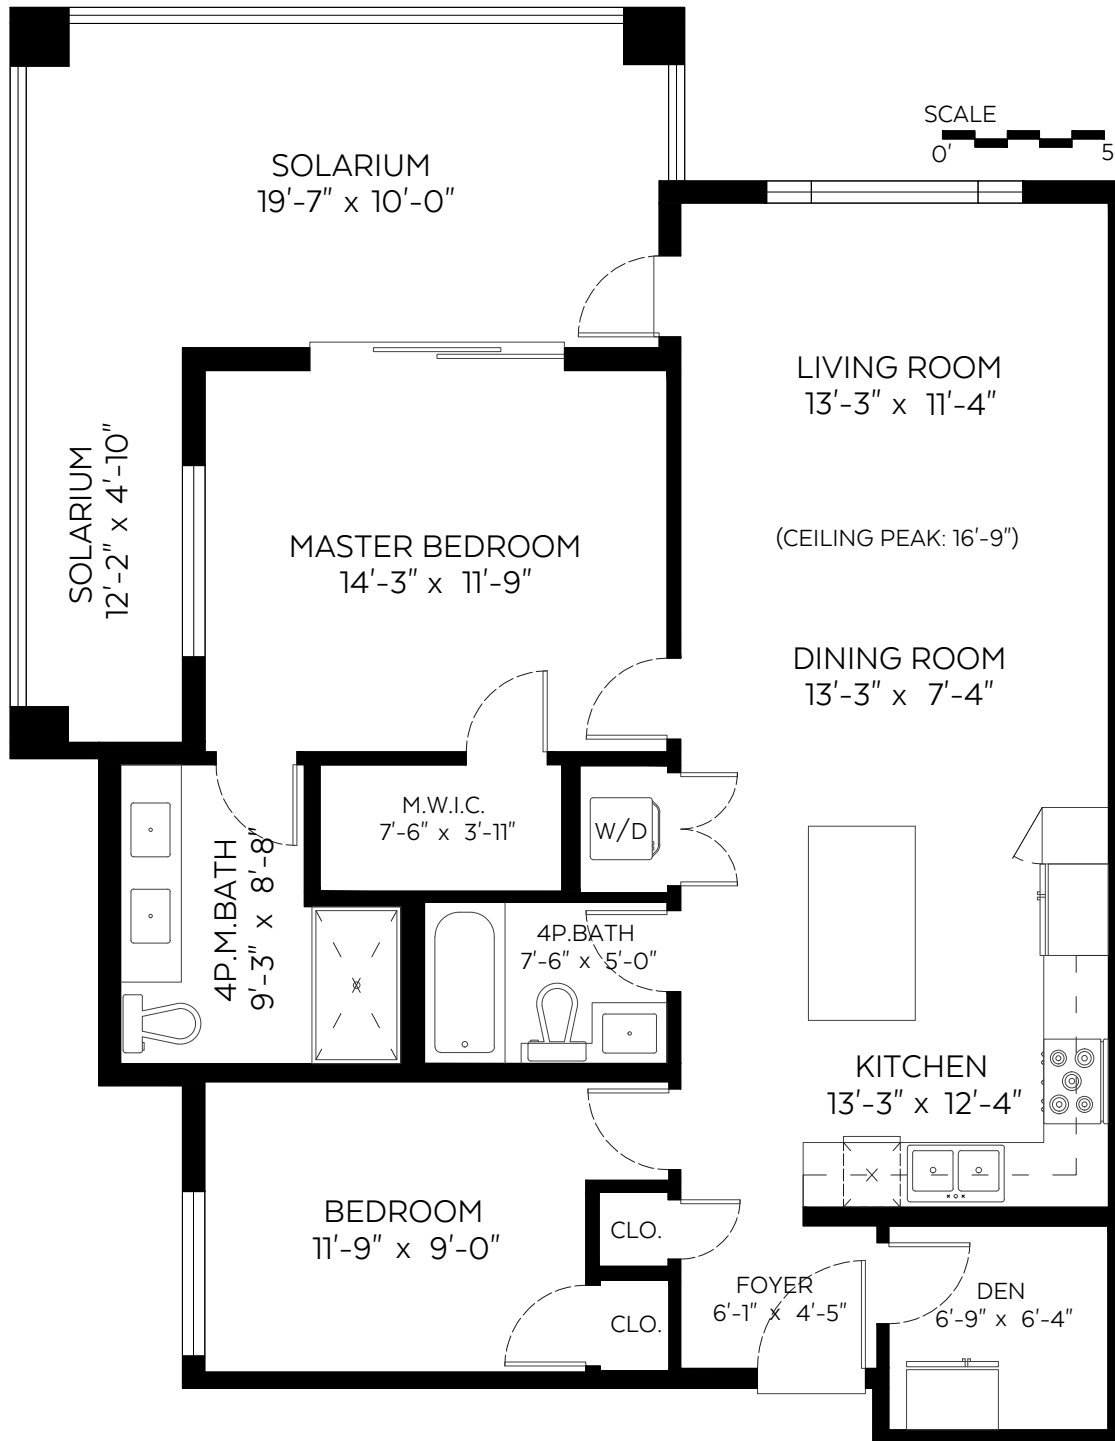 SCALE
0' 5
SOLARIUM
19'-7" x 10'-0"
LIVING ROOM
13'-3" x 11'-4"
SOLARIUM
12'-2" x 4'-10"
(CEILING PEAK: 16'-9")
MASTER BEDROOM
14'-3" x 11'-9"
DINING ROOM
13'-3" x 7'-4"
M.W.I.C.
7'-6" x 3'-11"
W/D
4P.M.BATH
9'-3" x 8'-8"
4P.BATH
7'-6" x 5'-0"
KITCHEN
13'-3" x 12'-4"
BEDROOM
11'-9" x 9'-0"
CLO.
FOYER
6'-1" x 4'-5"
DEN
6'-9" x 6'-4"
CLO.